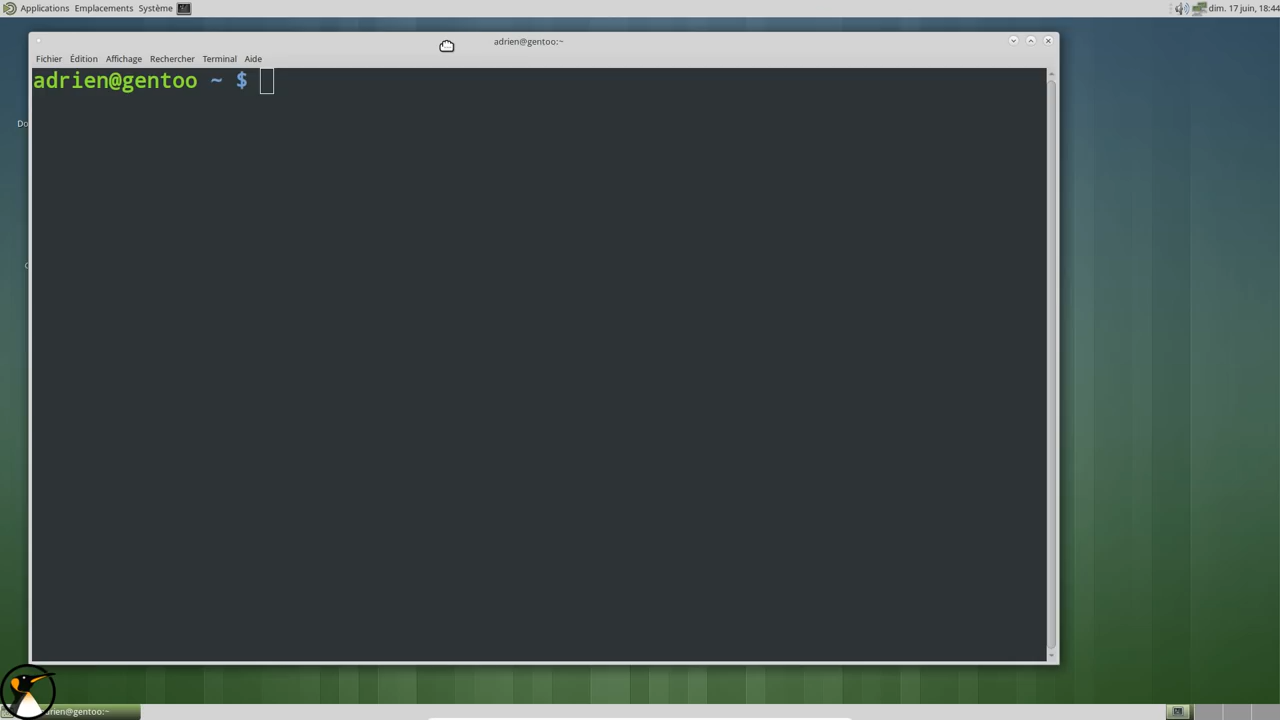 Applications Emplacements Système
dim. 17 juin, 18:44
adrien@gentoo:~
Fichier Édition Affichage Rechercher Terminal Aide
adrien@gentoo ~ $
Do
adrien@gentoo:~